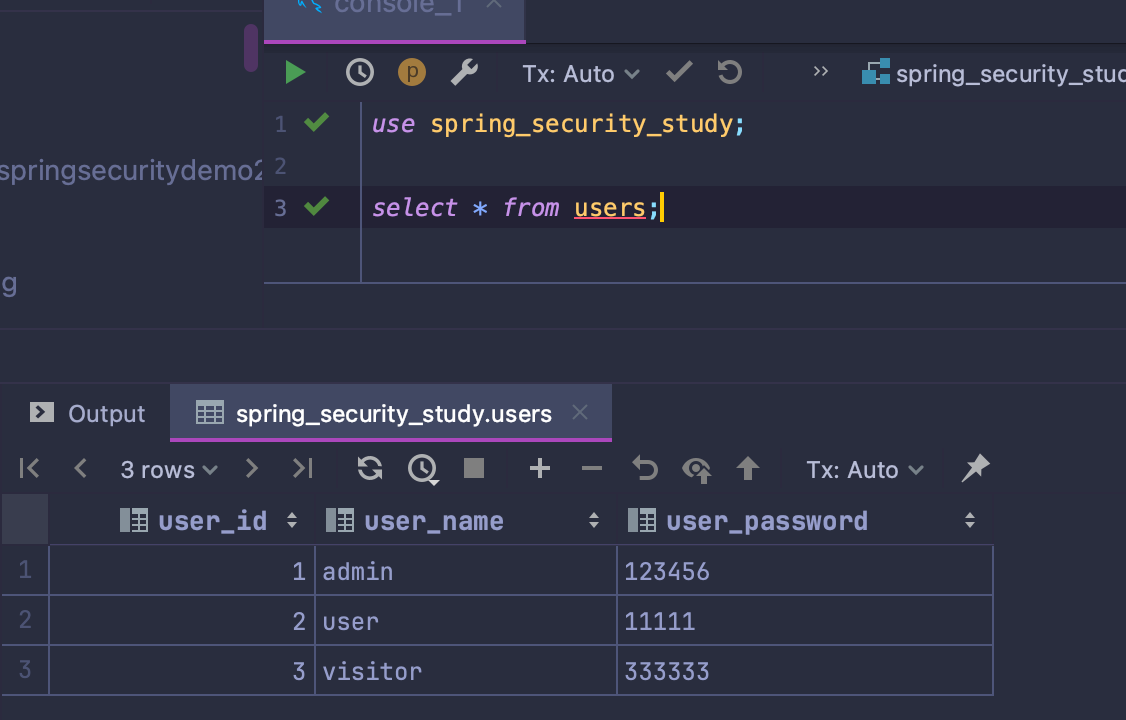 console_1
Tx: Auto
spring_security_stud
1 use spring_security_study;
springsecuritydemo2
2
3 select * from users;
g
Output
spring_security_study.users
3 rows
Tx: Auto
user_id user_name user_password
1 1 admin 123456
2 2 user 11111
3 3 visitor 333333